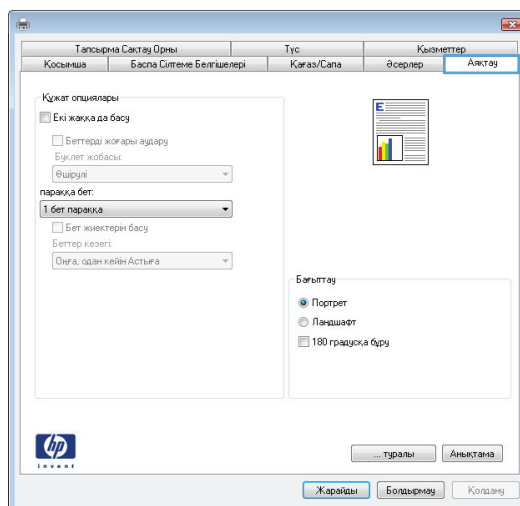 Тапсырма Сақтау Орны Түс Қызметтер
Қосымша Баспа Сілтеме Белгішелері Қағаз/Сапа Әсерлер Аяқтау
Құжат опциялары
Екі жаққа да басу
Беттерді жоғары аудару
Буклет жобасы:
Өшірулі
параққа бет:
1 бет параққа
Бет жиектерін басу
Беттер кезегі:
Оңға, одан кейін Астыға
E
Бағыттау
Портрет
Ландшафт
180 градусқа бұру
hp
invent
... туралы Анықтама
Жарайды Болдырмау Қолдану